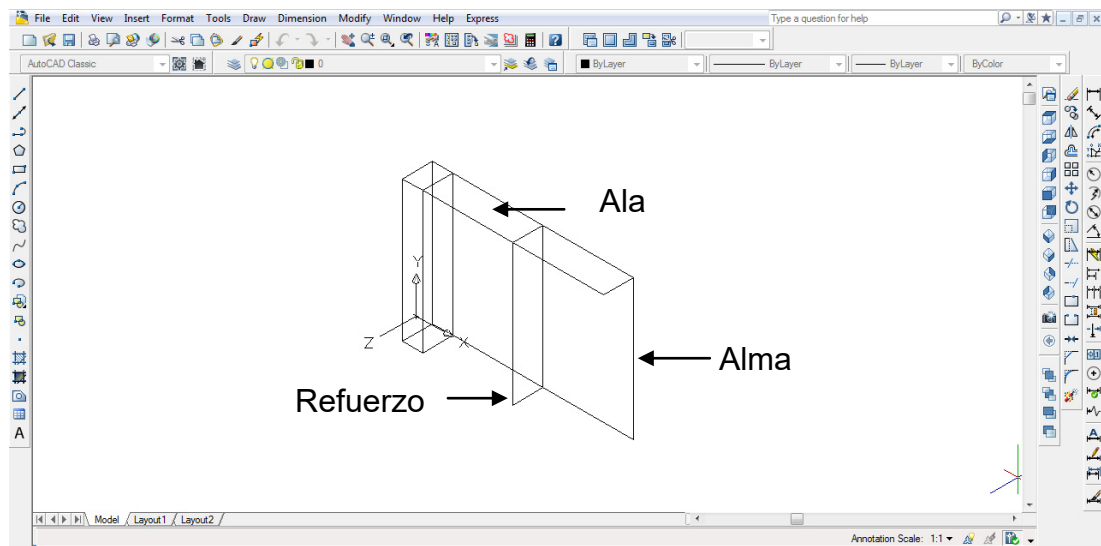 File Edit View Insert Format Tools Draw Dimension Modify Window Help Express Type a question for help
AutoCAD Classic 0 ByLayer ByLayer ByLayer ByColor
Ala
Y
Z X
Alma
Refuerzo
A
Model Layout1 Layout2
Annotation Scale: 1:1